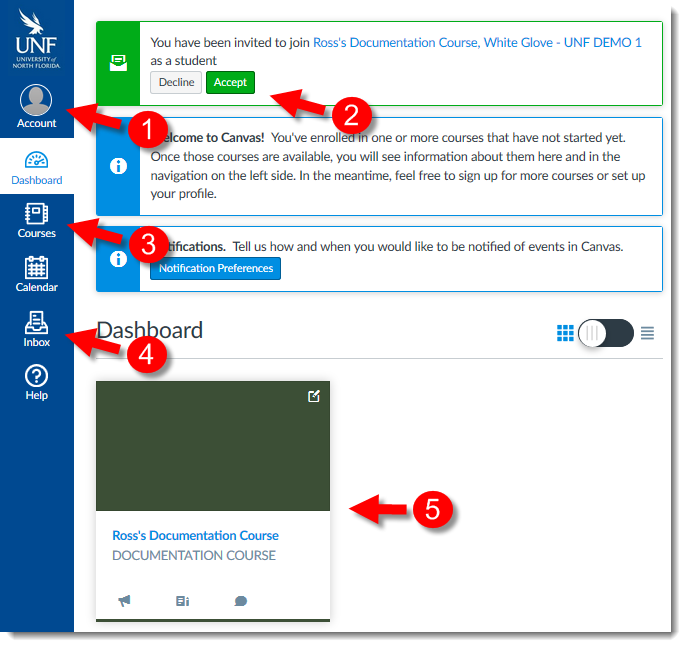 UNF
UNIVERSITY of
NORTH FLORIDA
Account
Dashboard
Courses
Calendar
Inbox
Help
You have been invited to join Ross's Documentation Course, White Glove - UNF DEMO 1
as a student
Decline Accept
1
2
elcome to Canvas! You've enrolled in one or more courses that have not started yet.
Once those courses are available, you will see information about them here and in the
navigation on the left side. In the meantime, feel free to sign up for more courses or set up
your profile.
3
tifications. Tell us how and when you would like to be notified of events in Canvas.
Notification Preferences
Dashboard
4
5
Ross's Documentation Course
DOCUMENTATION COURSE